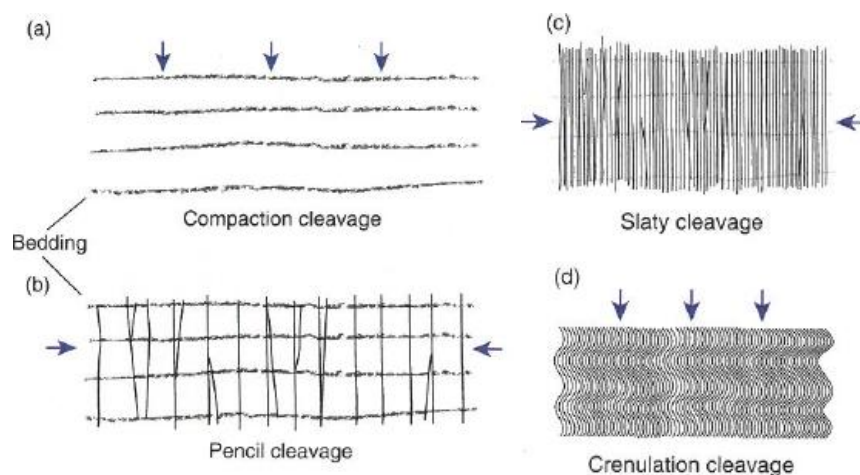 (a)
Compaction cleavage
Bedding
(b)
Pencil cleavage
(c)
Slaty cleavage
(d)
Crenulation cleavage